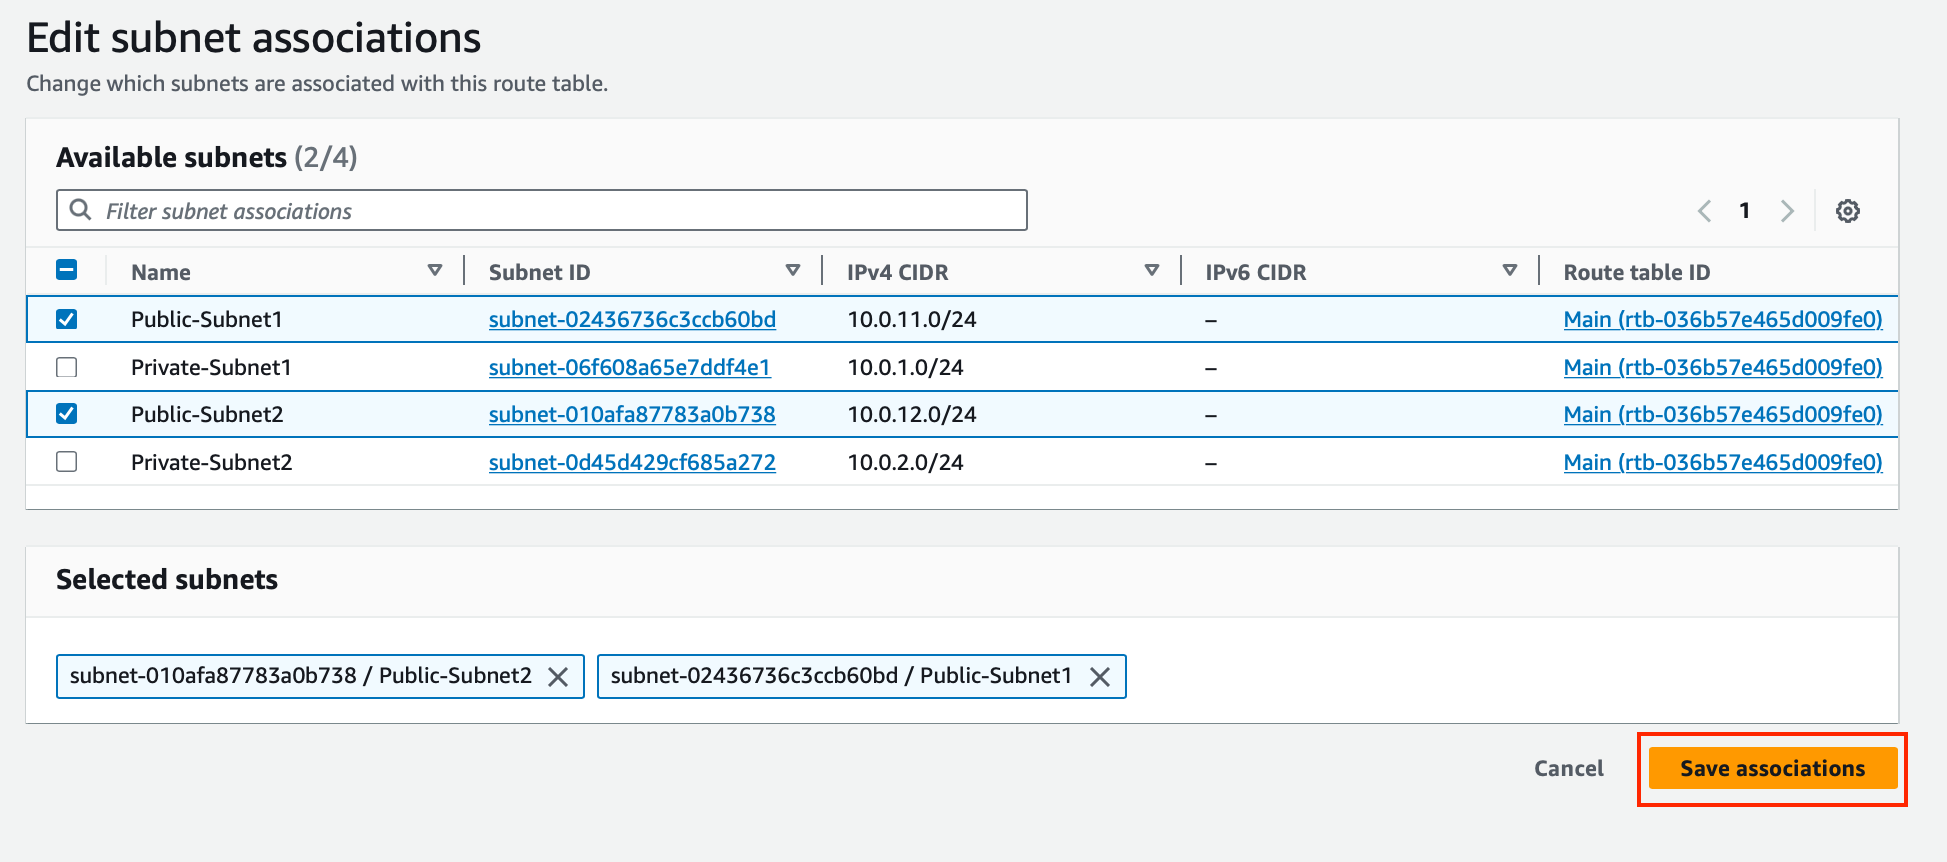 Edit subnet associations
Change which subnets are associated with this route table.
Available subnets (2/4)
Filter subnet associations
1
Name Subnet ID IPv4 CIDR IPv6 CIDR Route table ID
Public-Subnet1 subnet-02436736c3ccb60bd 10.0.11.0/24 – Main (rtb-036b57e465d009fe0)
Private-Subnet1 subnet-06f608a65e7ddf4e1 10.0.1.0/24 – Main (rtb-036b57e465d009fe0)
Public-Subnet2 subnet-010afa87783a0b738 10.0.12.0/24 – Main (rtb-036b57e465d009fe0)
Private-Subnet2 subnet-0d45d429cf685a272 10.0.2.0/24 – Main (rtb-036b57e465d009fe0)
Selected subnets
subnet-010afa87783a0b738 / Public-Subnet2 subnet-02436736c3ccb60bd / Public-Subnet1
Cancel Save associations